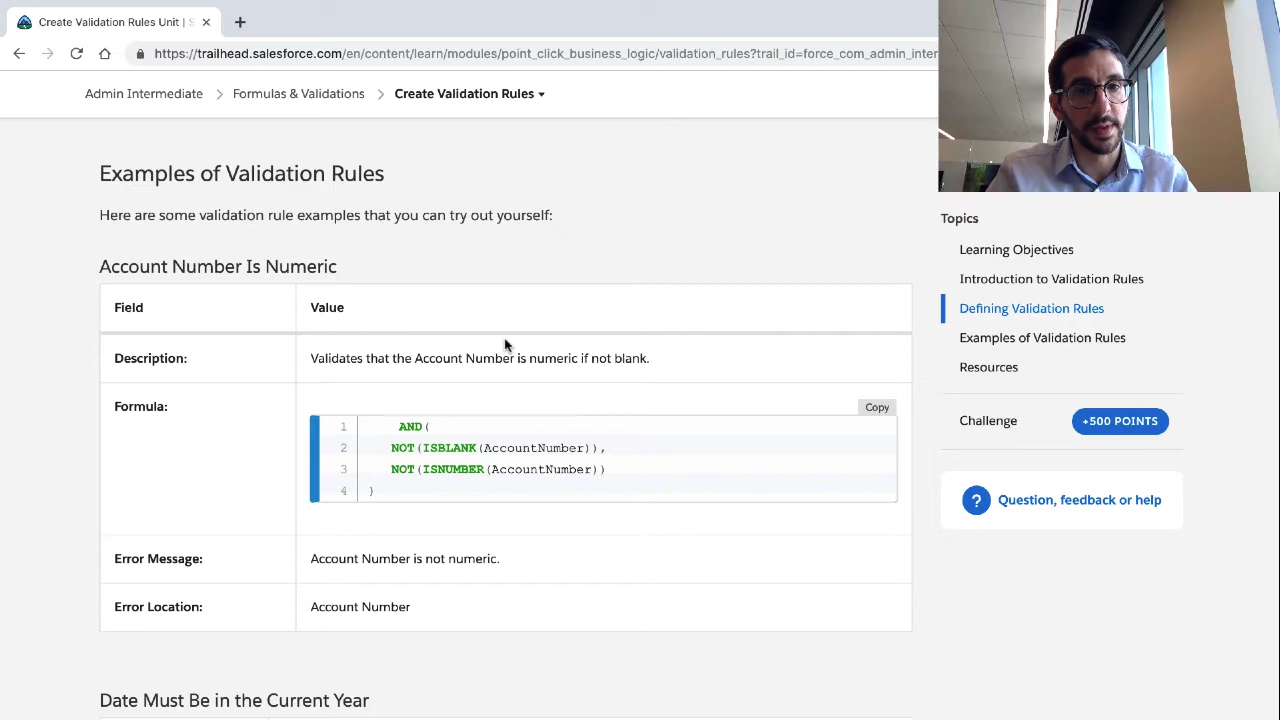 Create Validation Rules Unit | S
https://trailhead.salesforce.com/en/content/learn/modules/point_click_business_logic/validation_rules?trail_id=force_com_admin_inter
Admin Intermediate > Formulas & Validations > Create Validation Rules
Examples of Validation Rules
Here are some validation rule examples that you can try out yourself:
Account Number Is Numeric
Field Value
Description: Validates that the Account Number is numeric if not blank.
Formula:
Copy
1 AND(
2 NOT(ISBLANK(AccountNumber)),
3 NOT(ISNUMBER(AccountNumber))
4 )
Error Message: Account Number is not numeric.
Error Location: Account Number
Date Must Be in the Current Year
Topics
Learning Objectives
Introduction to Validation Rules
Defining Validation Rules
Examples of Validation Rules
Resources
Challenge +500 POINTS
? Question, feedback or help